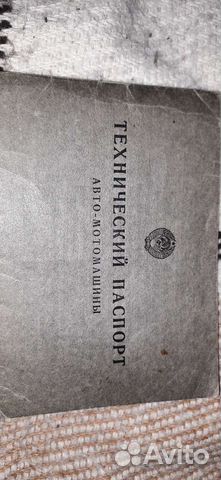 ТЕХНИЧЕСКИЙ ПАСПОРТ
АВТО-МОТОМАШИНЫ
Avito